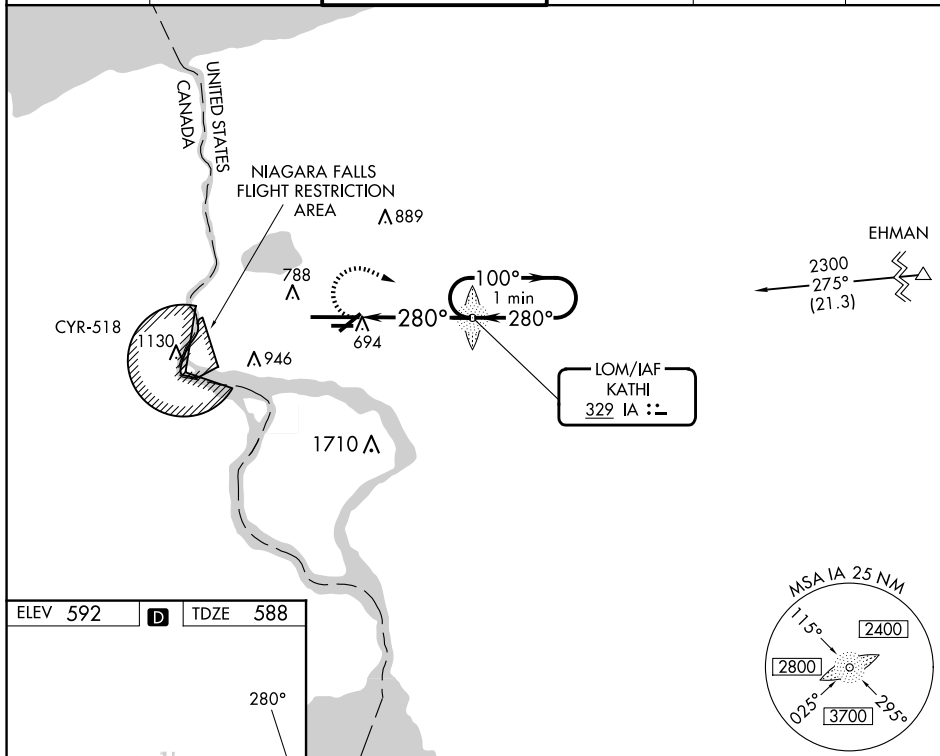 UNITED STATES
CANADA
NIAGARA FALLS
FLIGHT RESTRICTION
AREA
889
EHMAN
2300
275°
(21.3)
788
100°
1 min
280°
280°
CYR-518
1130
694
946
LOM/IAF
KATHI
329 IA
1710
MSA IA 25 NM
115°
2400
2800
025°
3700
295°
ELEV 592
D
TDZE 588
280°